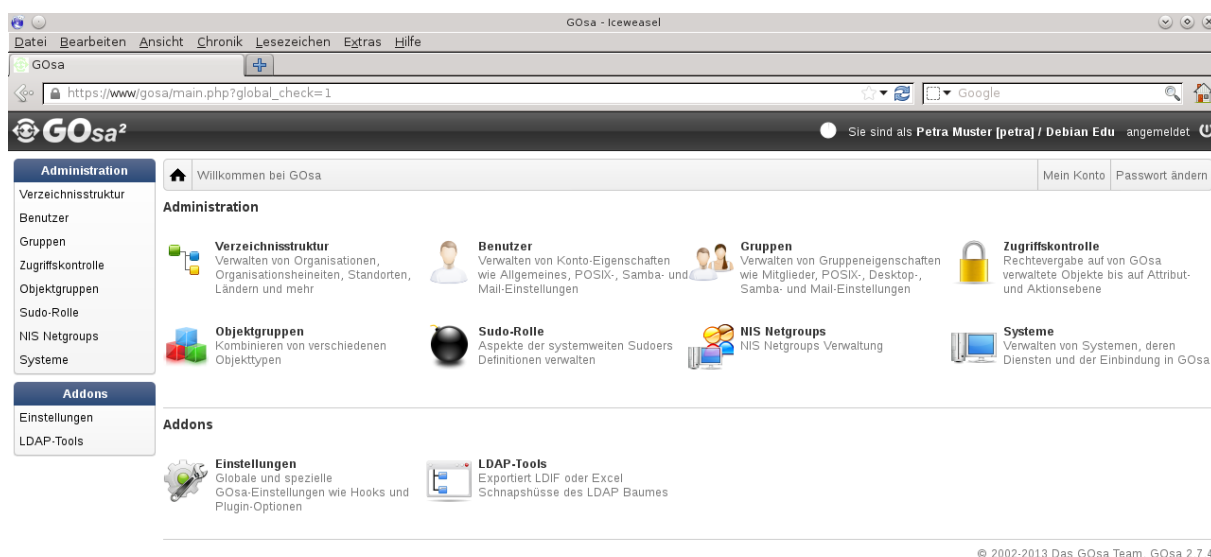 GOsa - Iceweasel
Datei Bearbeiten Ansicht Chronik Lesezeichen Extras Hilfe
GOsa
https://www/gosa/main.php?global_check=1
Google
GOsa²
Sie sind als Petra Muster [petra] / Debian Edu angemeldet
Administration
Verzeichnisstruktur
Benutzer
Gruppen
Zugriffskontrolle
Objektgruppen
Sudo-Rolle
NIS Netgroups
Systeme
Addons
Einstellungen
LDAP-Tools
Willkommen bei GOsa
Mein Konto
Passwort ändern
Administration
Verzeichnisstruktur
Verwalten von Organisationen,
Organisationsheineiten, Standorten,
Ländern und mehr
Benutzer
Verwalten von Konto-Eigenschaften
wie Allgemeines, POSIX-, Samba- und
Mail-Einstellungen
Gruppen
Verwalten von Gruppeneigenschaften
wie Mitglieder, POSIX-, Desktop-,
Samba- und Mail-Einstellungen
Zugriffskontrolle
Rechtevergabe auf von GOsa
verwaltete Objekte bis auf Attribut-
und Aktionsebene
Objektgruppen
Kombinieren von verschiedenen
Objekttypen
Sudo-Rolle
Aspekte der systemweiten Sudoers
Definitionen verwalten
NIS Netgroups
NIS Netgroups Verwaltung
Systeme
Verwalten von Systemen, deren
Diensten und der Einbindung in GOsa
Addons
Einstellungen
Globale und spezielle
GOsa-Einstellungen wie Hooks und
Plugin-Optionen
LDAP-Tools
Exportiert LDIF oder Excel
Schnapshüsse des LDAP Baumes
© 2002-2013 Das GOsa Team, GOsa 2.7.4